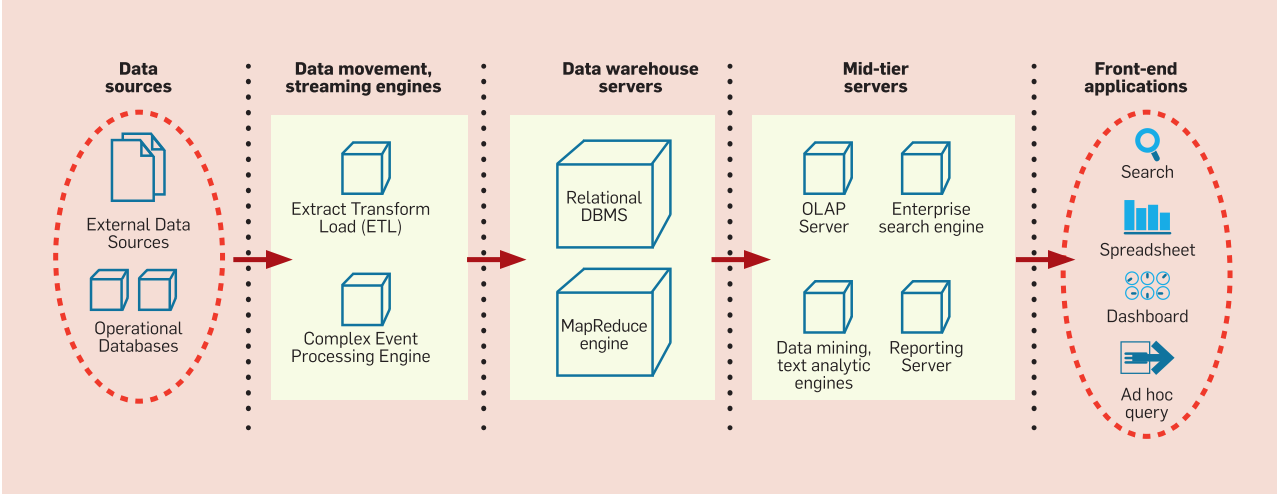 Data
sources
External Data
Sources
Operational
Databases
Data movement,
streaming engines
Extract Transform
Load (ETL)
Complex Event
Processing Engine
Data warehouse
servers
Relational
DBMS
MapReduce
engine
Mid-tier
servers
OLAP
Server
Enterprise
search engine
Data mining,
text analytic
engines
Reporting
Server
Front-end
applications
Search
Spreadsheet
Dashboard
Ad hoc
query